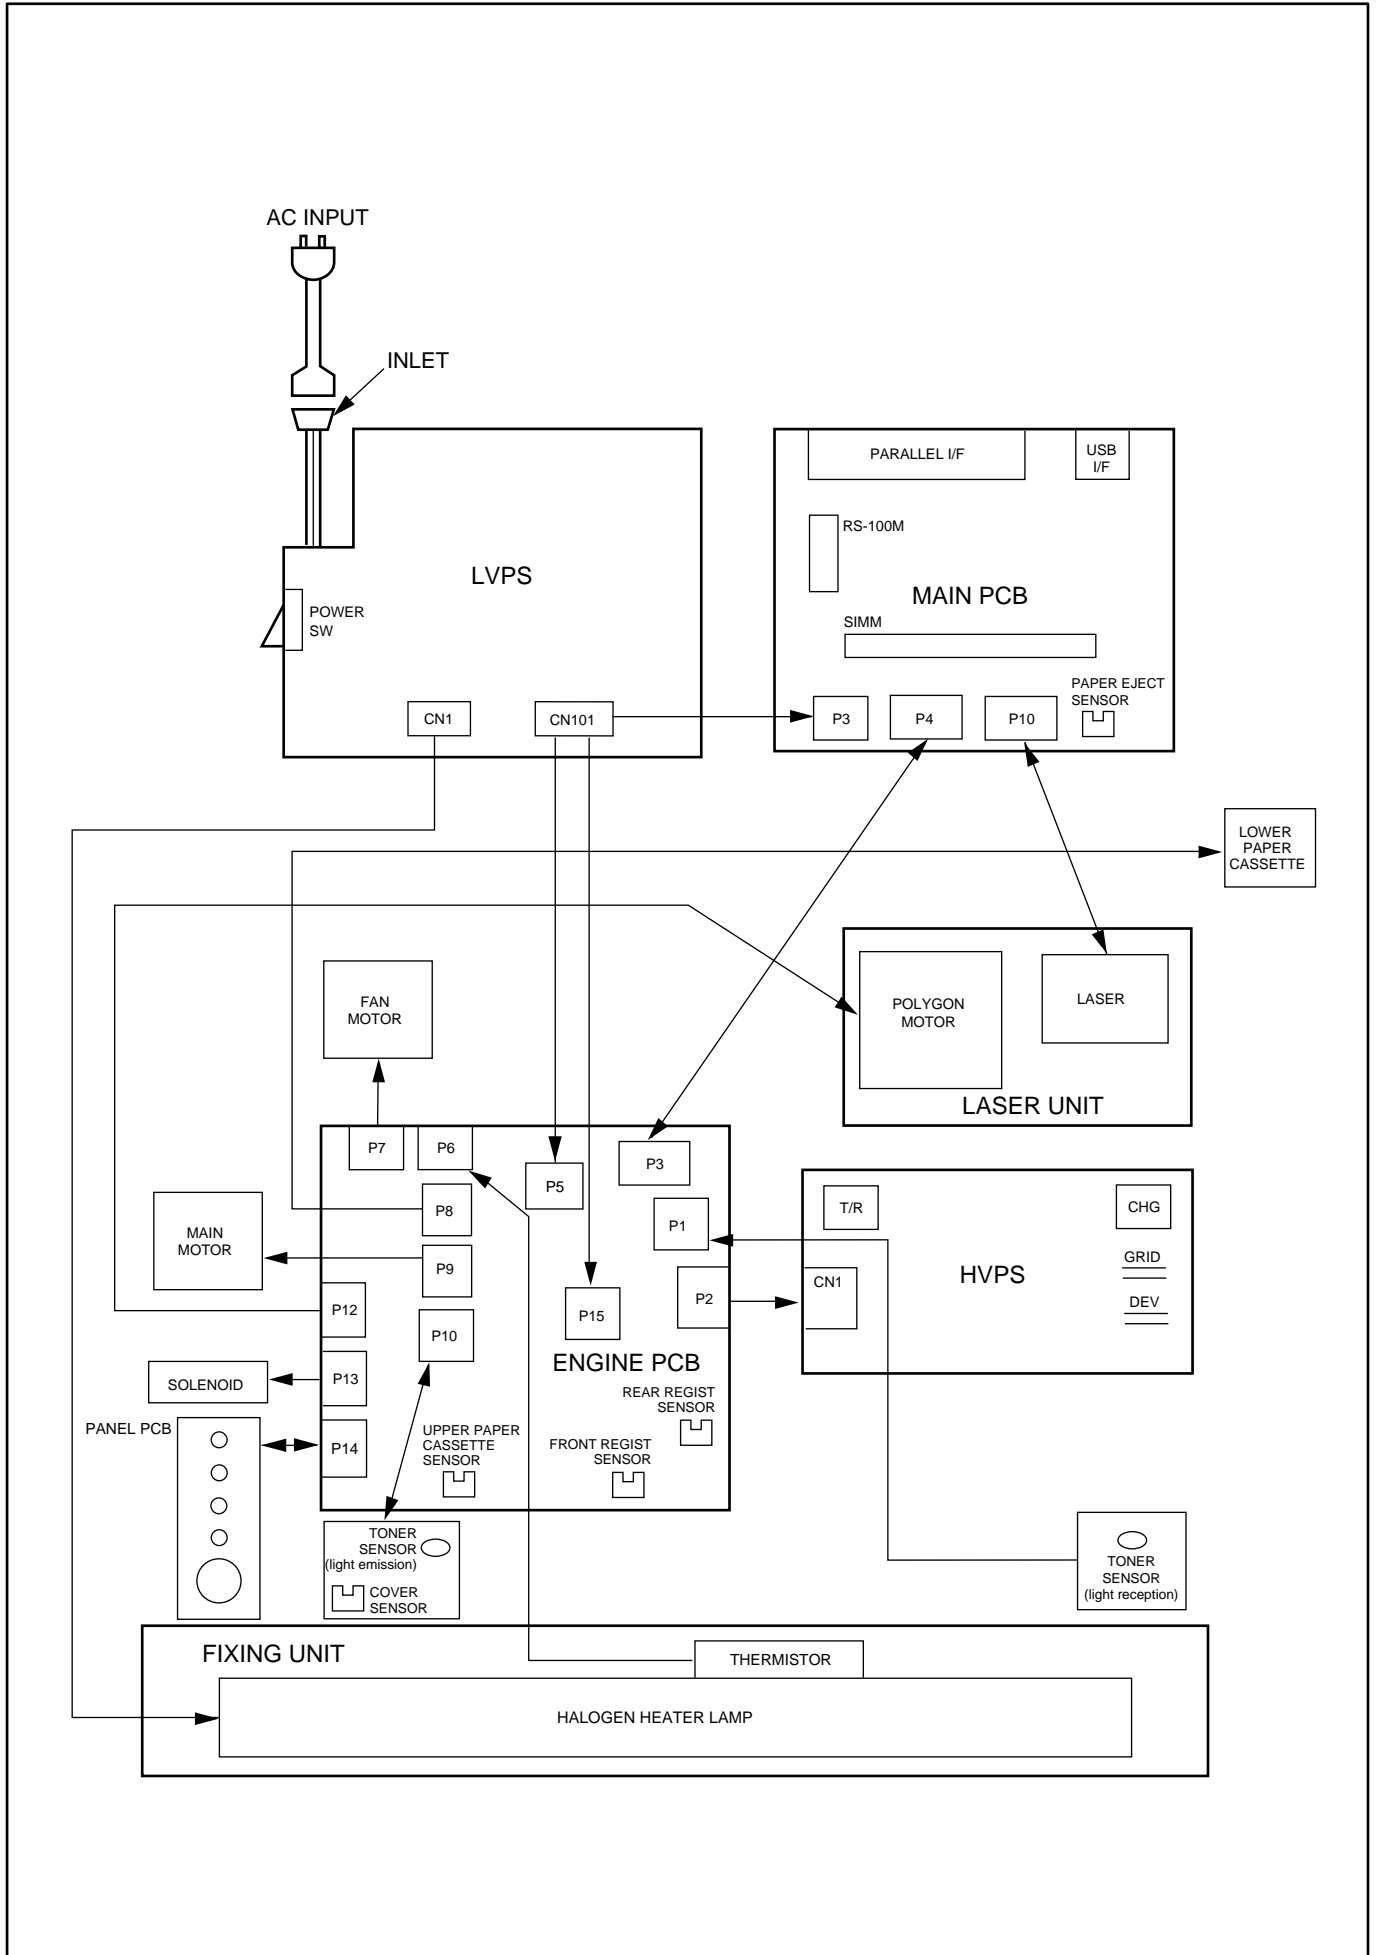 AC INPUT
INLET
LVPS
POWER
SW
CN1
CN101
PARALLEL I/F
USB
I/F
RS-100M
MAIN PCB
SIMM
PAPER EJECT
SENSOR
P3
P4
P10
LOWER
PAPER
CASSETTE
FAN
MOTOR
POLYGON
MOTOR
LASER
LASER UNIT
P7
P6
P5
P3
P8
P1
MAIN
MOTOR
P9
P12
P10
P15
P2
T/R
CHG
HVPS
GRID
CN1
DEV
ENGINE PCB
SOLENOID
P13
REAR REGIST
SENSOR
PANEL PCB
P14
UPPER PAPER
CASSETTE
SENSOR
FRONT REGIST
SENSOR
TONER
SENSOR
(light emission)
COVER
SENSOR
TONER
SENSOR
(light reception)
FIXING UNIT
THERMISTOR
HALOGEN HEATER LAMP